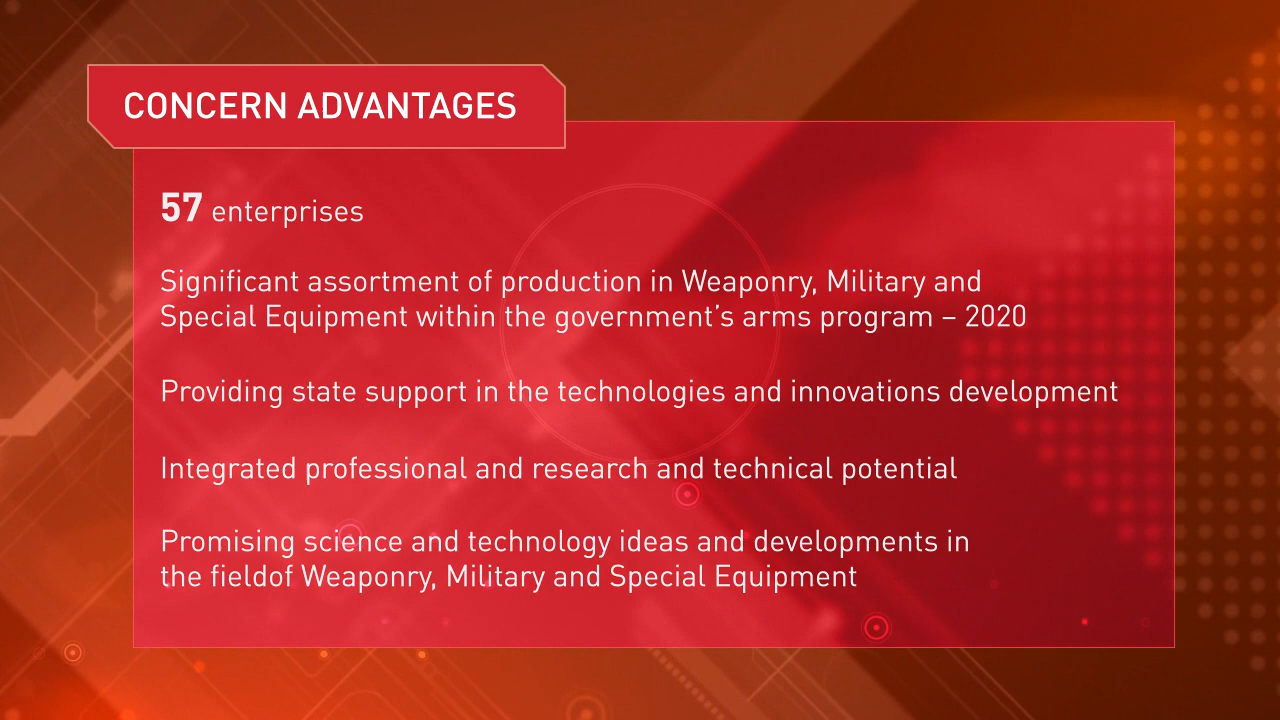 CONCERN ADVANTAGES
57 enterprises
Significant assortment of production in Weaponry, Military and
Special Equipment within the government's arms program – 2020
Providing state support in the technologies and innovations development
Integrated professional and research and technical potential
Promising science and technology ideas and developments in
the fieldof Weaponry, Military and Special Equipment